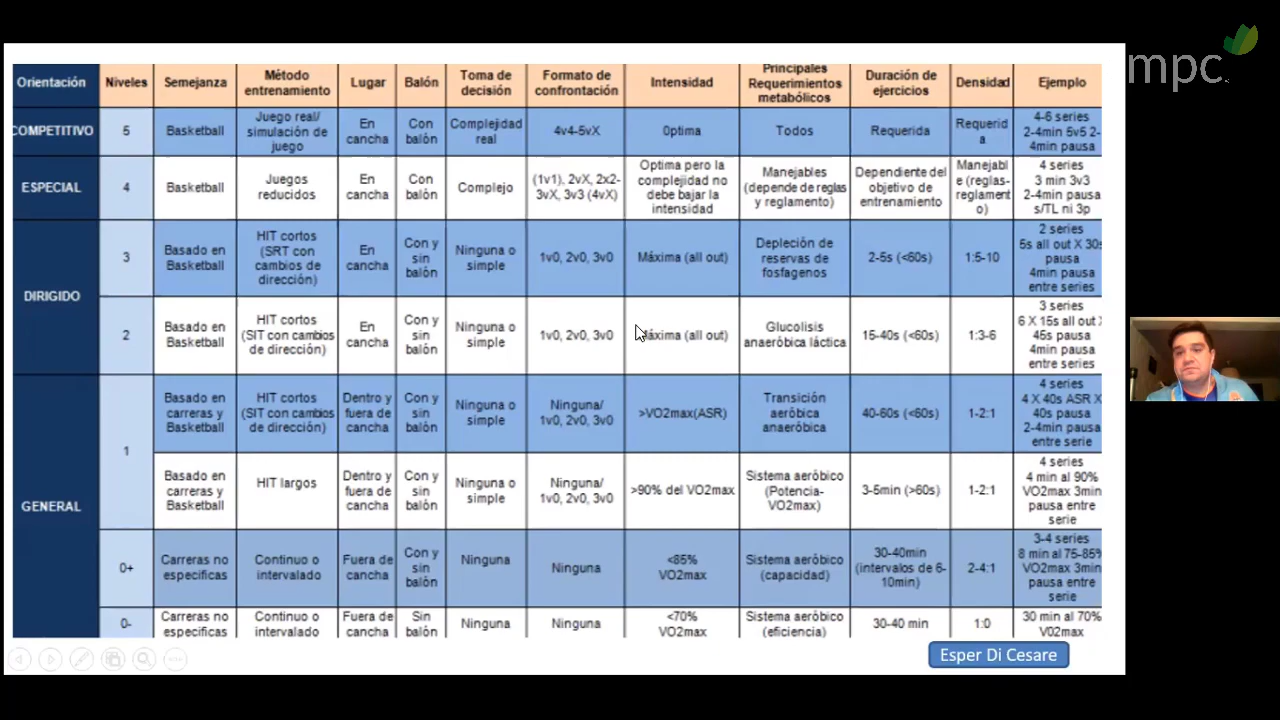 mpc
Orientación Niveles Semejanza Método entrenamiento Lugar Balón Toma de decisión Formato de confrontación Intensidad Principales Requerimientos metabólicos Duración de ejercicios Densidad Ejemplo
COMPETITIVO 5 Basketball Juego real/ simulación de juego En cancha Con balón Complejidad real 4v4-5vX Optima Todos Requerida Requerid a 4-6 series 2-4min 5v5 2- 4min pausa
ESPECIAL 4 Basketball Juegos reducidos En cancha Con balón Complejo (1v1), 2vX, 2x2- 3vX, 3v3 (4vX) Optima pero la complejidad no debe bajar la intensidad Manejables (depende de reglas y reglamento) Dependiente del objetivo de entrenamiento Manejabl e (reglas- reglament o) 4 series 3 min 3v3 2-4min pausa s/TL ni 3p
DIRIGIDO 3 Basado en Basketball HIT cortos (SRT con cambios de dirección) En cancha Con y sin balón Ninguna o simple 1v0, 2v0, 3v0 Máxima (all out) Depleción de reservas de fosfagenos 2-5s (<60s) 1:5-10 2 series 5s all out X 30s pausa 4min pausa entre series
2 Basado en Basketball HIT cortos (SIT con cambios de dirección) En cancha Con y sin balón Ninguna o simple 1v0, 2v0, 3v0 Máxima (all out) Glucolisis anaeróbica láctica 15-40s (<60s) 1:3-6 3 series 6 X 15s all out X 45s pausa 4min pausa entre series
GENERAL 1 Basado en carreras y Basketball HIT cortos (SIT con cambios de dirección) Dentro y fuera de cancha Con y sin balón Ninguna o simple Ninguna/ 1v0, 2v0, 3v0 >VO2max(ASR) Transición aeróbica anaeróbica 40-60s (<60s) 1-2:1 4 series 4 X 40s ASR X 40s pausa 2-4min pausa entre serie
Basado en carreras y Basketball HIT largos Dentro y fuera de cancha Con y sin balón Ninguna o simple Ninguna/ 1v0, 2v0, 3v0 >90% del VO2max Sistema aeróbico (Potencia- VO2max) 3-5min (>60s) 1-2:1 4 series 4 min al 90% VO2max 3min pausa entre serie
0+ Carreras no especificas Continuo o intervalado Fuera de cancha Con y sin balón Ninguna Ninguna <85% VO2max Sistema aeróbico (capacidad) 30-40min (intervalos de 6- 10min) 2-4:1 3-4 series 8 min al 75-85% VO2max 3min pausa entre serie
0- Carreras no especificas Continuo o intervalado Fuera de cancha Sin balón Ninguna Ninguna <70% VO2max Sistema aeróbico (eficiencia) 30-40 min 1:0 30 min al 70% V02max
Esper Di Cesare